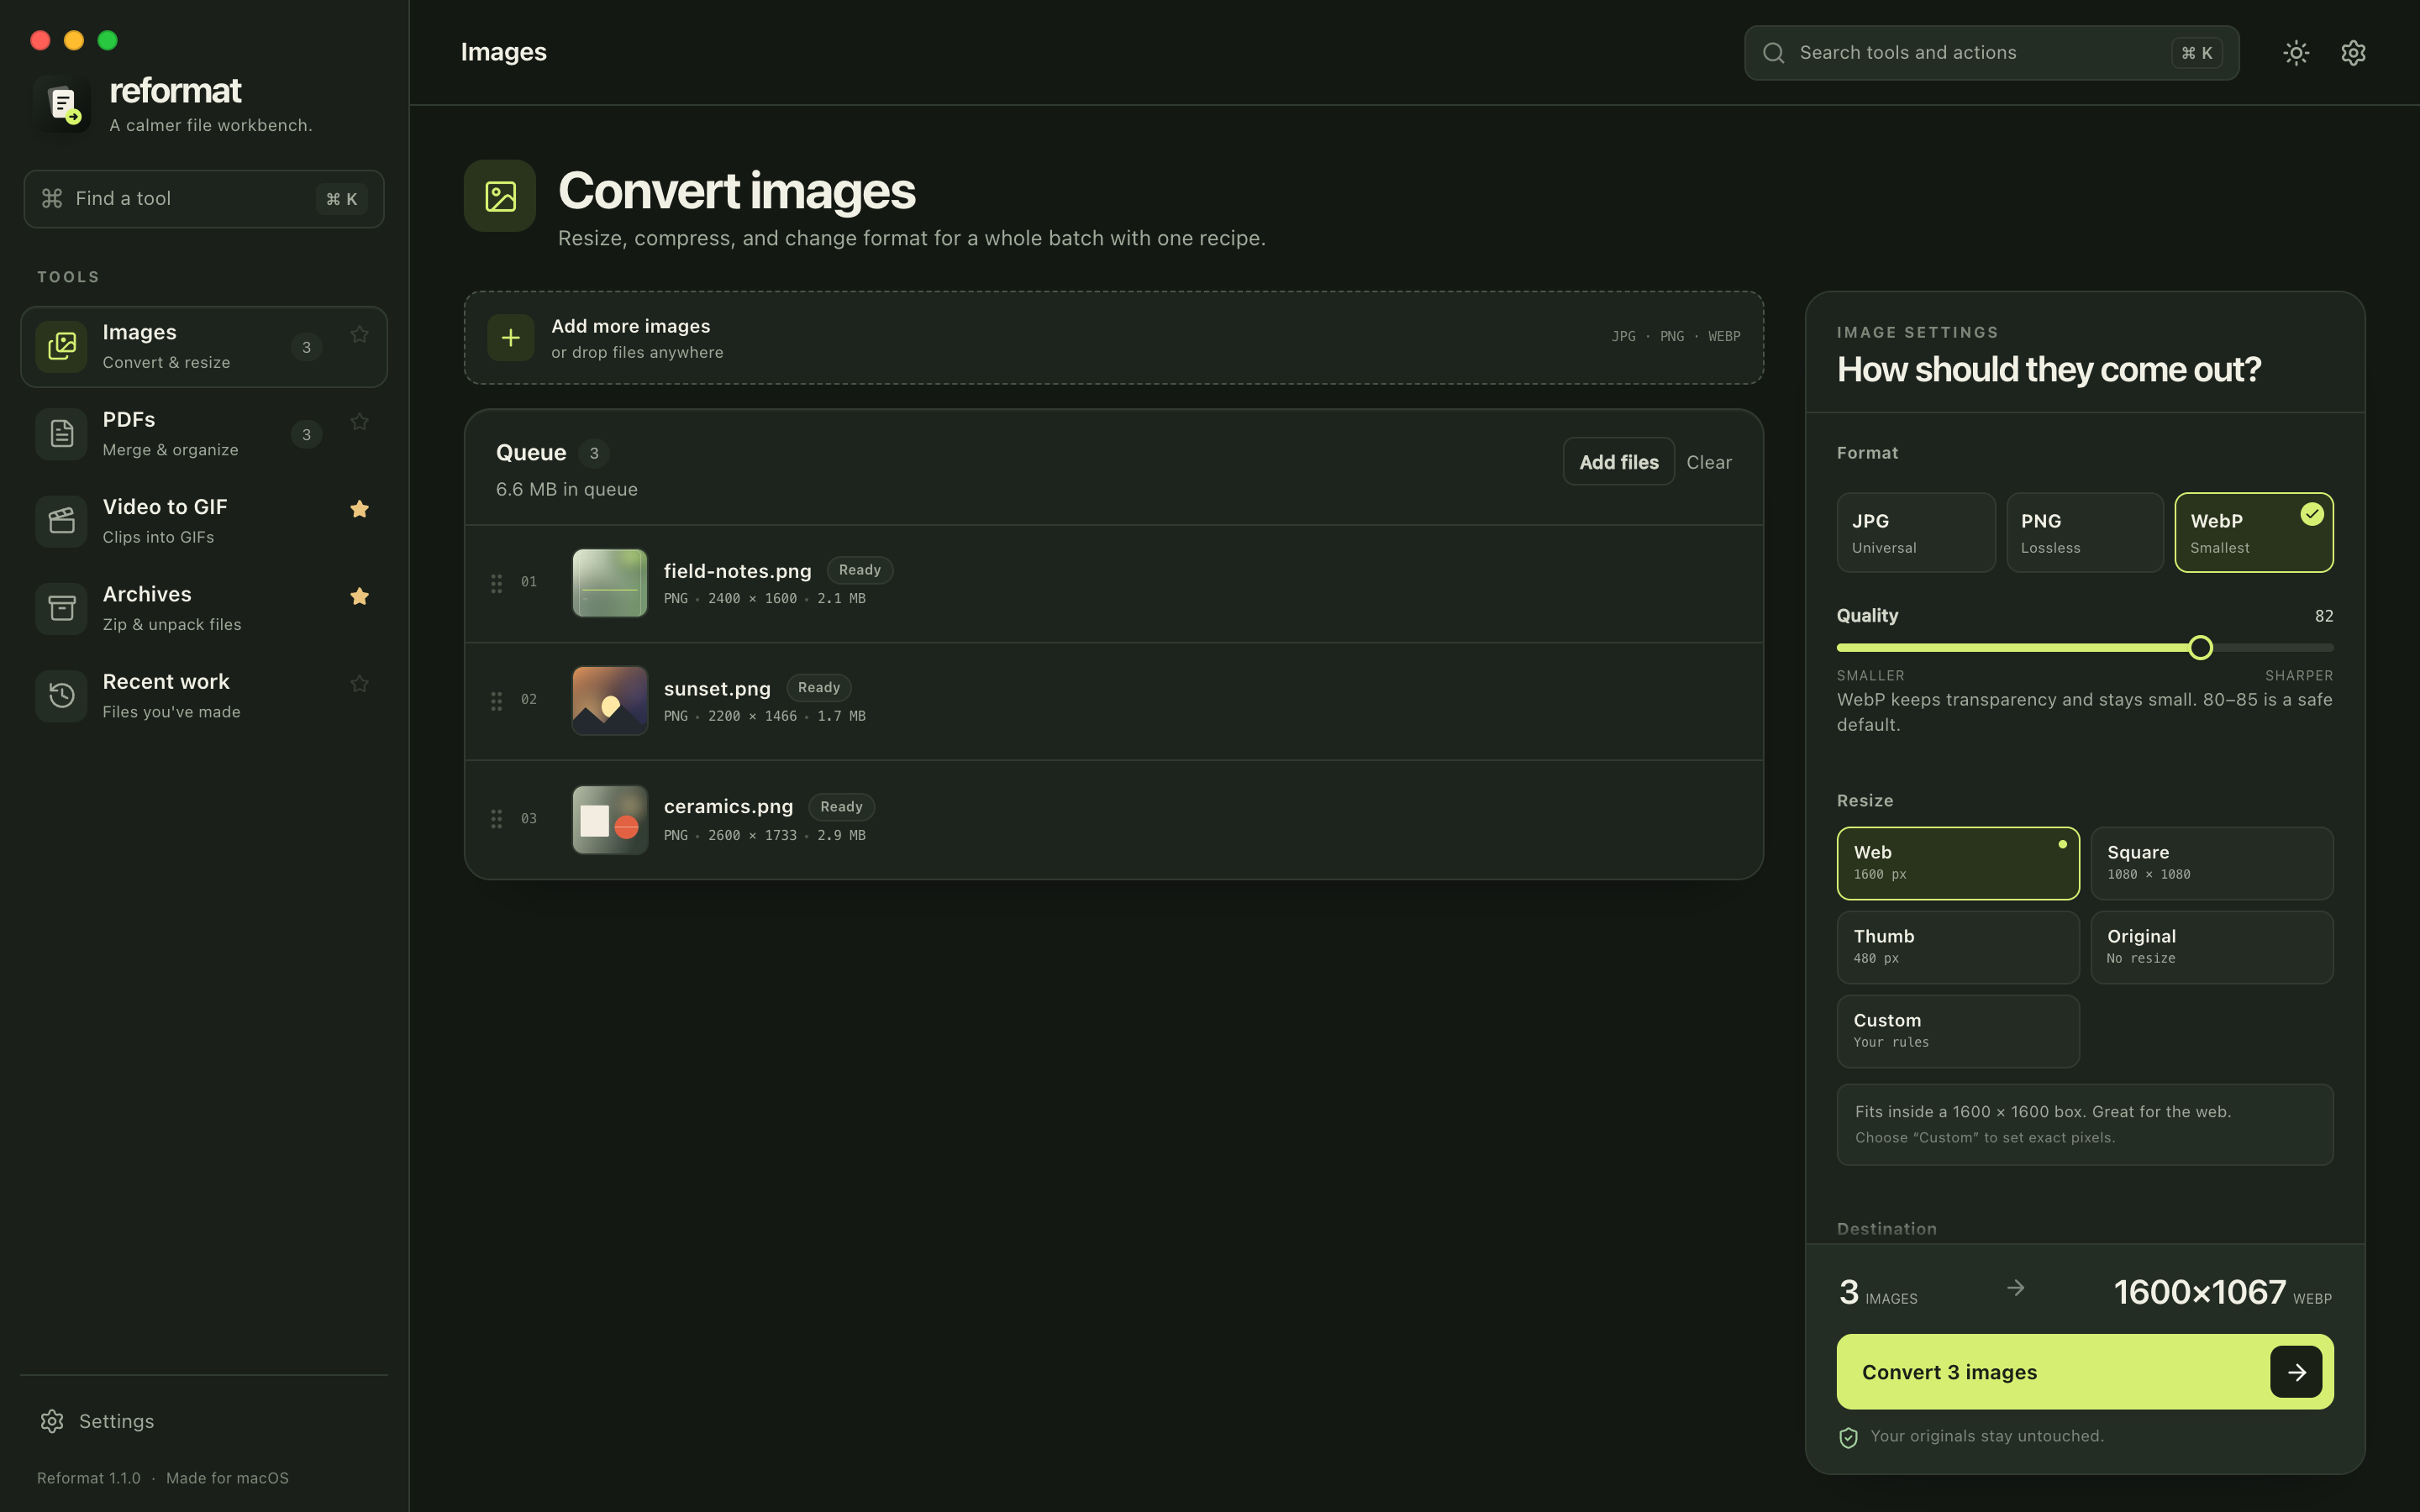 reformat
A calmer file workbench.
⌘ Find a tool ⌘ K
TOOLS
Images
Convert & resize
3
PDFs
Merge & organize
3
Video to GIF
Clips into GIFs
Archives
Zip & unpack files
Recent work
Files you've made
Settings
Reformat 1.1.0 · Made for macOS
Images
Search tools and actions ⌘ K
Convert images
Resize, compress, and change format for a whole batch with one recipe.
Add more images
or drop files anywhere
JPG · PNG · WEBP
Queue 3
6.6 MB in queue
Add files Clear
01
field-notes.png Ready
PNG • 2400 × 1600 • 2.1 MB
02
sunset.png Ready
PNG • 2200 × 1466 • 1.7 MB
03
ceramics.png Ready
PNG • 2600 × 1733 • 2.9 MB
IMAGE SETTINGS
How should they come out?
Format
JPG
Universal
PNG
Lossless
WebP
Smallest
Quality 82
SMALLER SHARPER
WebP keeps transparency and stays small. 80–85 is a safe
default.
Resize
Web
1600 px
Square
1080 × 1080
Thumb
480 px
Original
No resize
Custom
Your rules
Fits inside a 1600 × 1600 box. Great for the web.
Choose “Custom” to set exact pixels.
Destination
3 IMAGES → 1600×1067 WEBP
Convert 3 images
Your originals stay untouched.